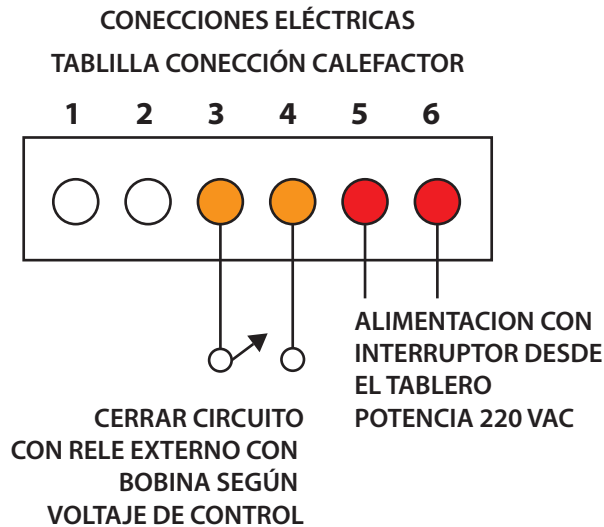 CONECCIONES ELÉCTRICAS
TABLILLA CONECCIÓN CALEFACTOR
1 2 3 4 5 6
ALIMENTACION CON
INTERRUPTOR DESDE
EL TABLERO
POTENCIA 220 VAC
CERRAR CIRCUITO
CON RELE EXTERNO CON
BOBINA SEGÚN
VOLTAJE DE CONTROL